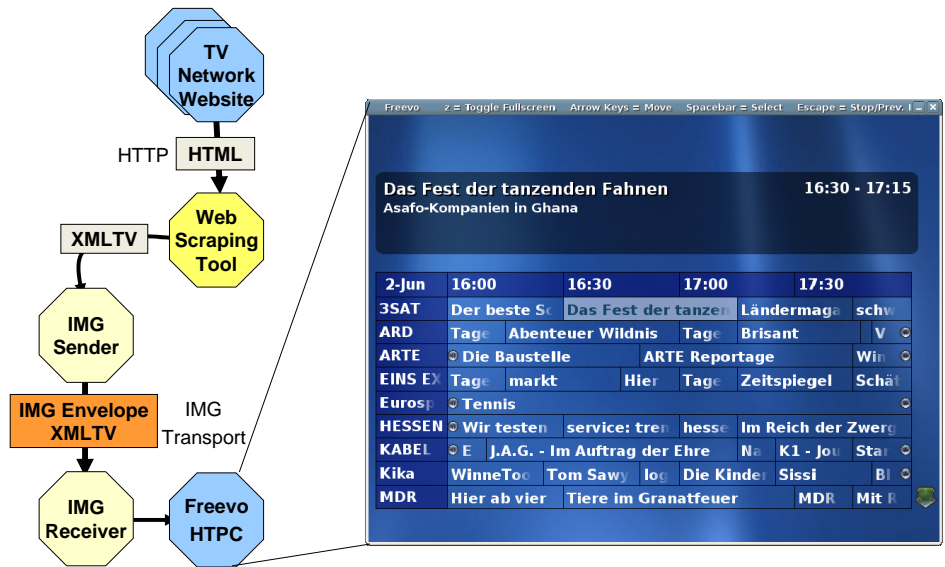 TV
Network
Website
HTTP
HTML
Web
Scraping
Tool
XMLTV
IMG
Sender
IMG Envelope
XMLTV
IMG
Transport
IMG
Receiver
Freevo
HTPC
Freevo z = Toggle Fullscreen Arrow Keys = Move Spacebar = Select Escape = Stop/Prev.
Das Fest der tanzenden Fahnen 16:30 - 17:15
Asafo-Kompanien in Ghana
2-Jun 16:00 16:30 17:00 17:30
3SAT Der beste Sc Das Fest der tanzen Ländermaga schw
ARD Tage Abenteuer Wildnis Tage Brisant V
ARTE Die Baustelle ARTE Reportage Win
EINS EX Tage markt Hier Tage Zeitspiegel Schät
Eurosp Tennis
HESSEN Wir testen service: tren hesse Im Reich der Zwerg
KABEL E J.A.G. - Im Auftrag der Ehre Na K1 - Jou Star
Kika WinneToo Tom Sawy log Die Kinder Sissi Bl
MDR Hier ab vier Tiere im Granatfeuer MDR Mit R